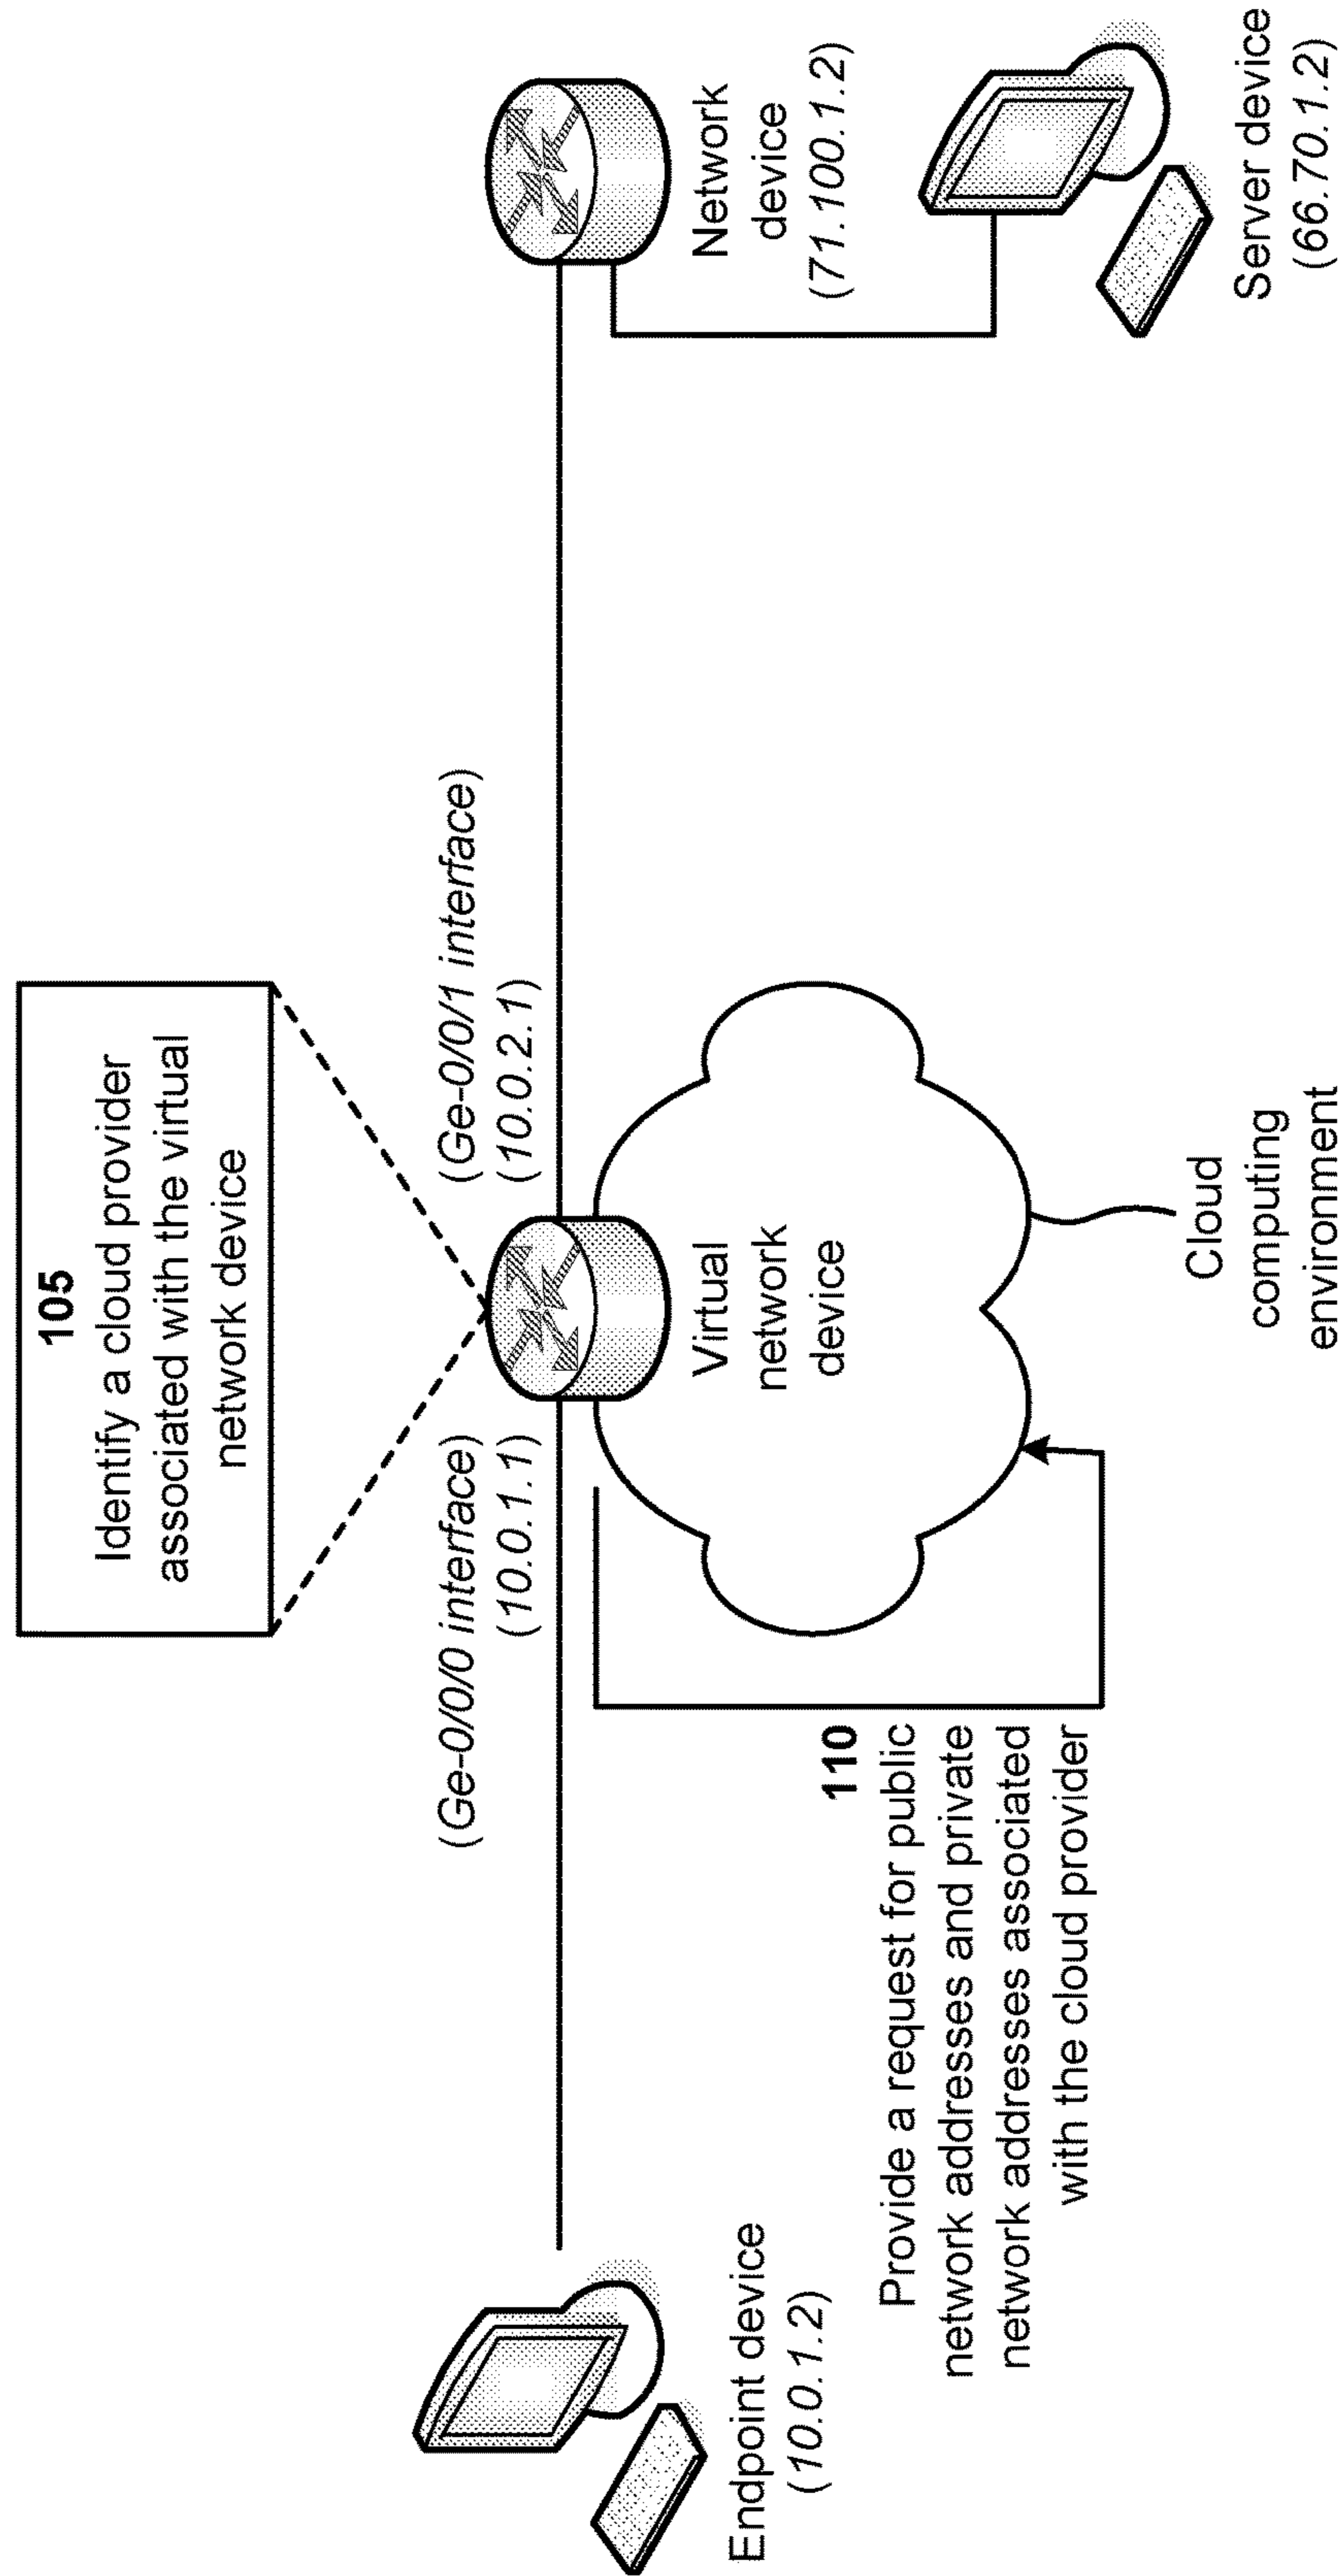 105
Identify a cloud provider
associated with the virtual
network device
(Ge-0/0/0 interface)
(10.0.1.1)
(Ge-0/0/1 interface)
(10.0.2.1)
Endpoint device
(10.0.1.2)
Virtual
network
device
Network
device
(71.100.1.2)
110
Provide a request for public
network addresses and private
network addresses associated
with the cloud provider
Cloud
computing
environment
Server device
(66.70.1.2)